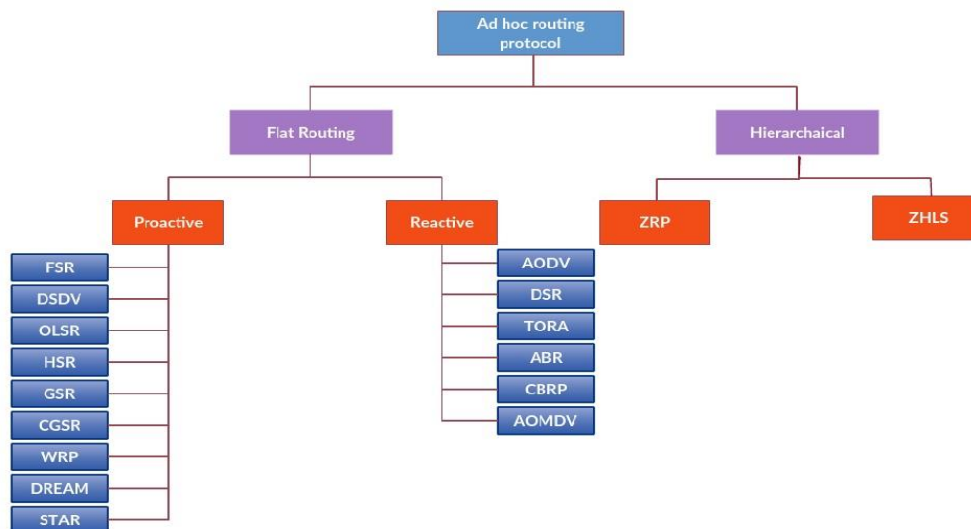 Ad hoc routing
protocol
Flat Routing
Hierarchaical
Proactive
Reactive
ZRP
ZHLS
FSR
DSDV
OLSR
HSR
GSR
CGSR
WRP
DREAM
STAR
AODV
DSR
TORA
ABR
CBRP
AOMDV